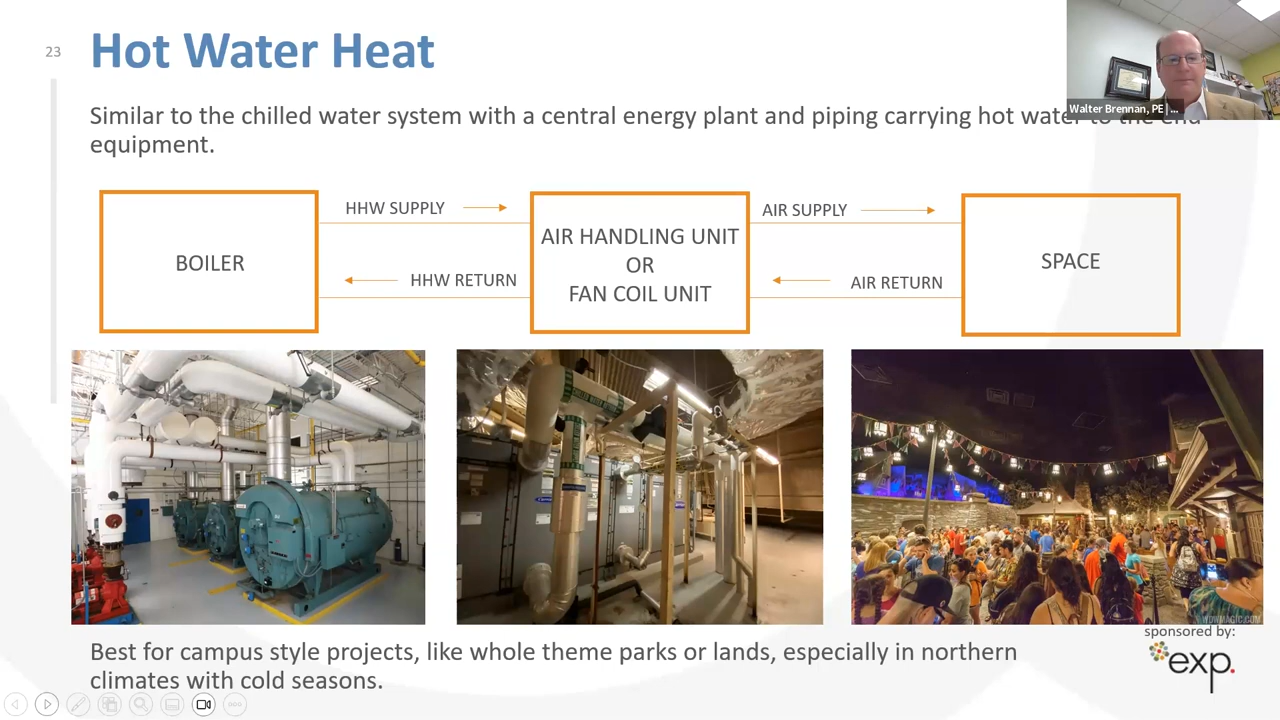 23
Hot Water Heat
Walter Brennan, PE | ...
Similar to the chilled water system with a central energy plant and piping carrying hot water to the end
equipment.
BOILER
HHW SUPPLY
HHW RETURN
AIR HANDLING UNIT
OR
FAN COIL UNIT
AIR SUPPLY
AIR RETURN
SPACE
WDWMAGIC.COM
sponsored by:
exp.
Best for campus style projects, like whole theme parks or lands, especially in northern
climates with cold seasons.